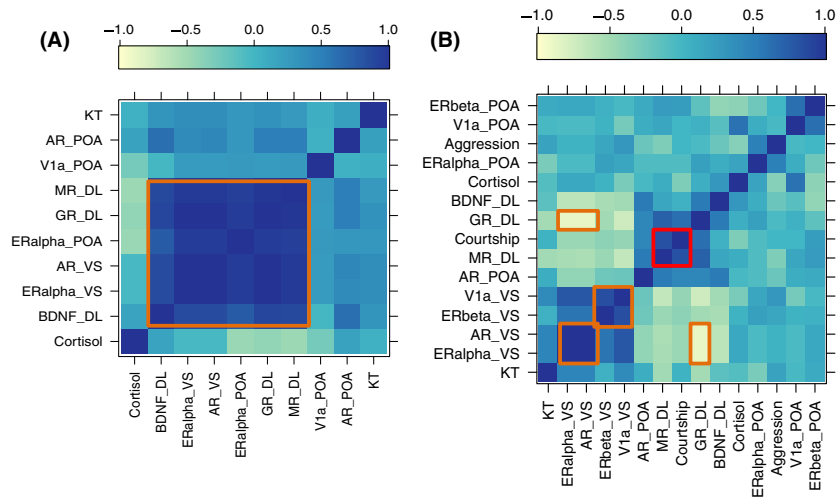 (A)
−1.0 −0.5 0.0 0.5 1.0
KT
AR_POA
V1a_POA
MR_DL
GR_DL
ERalpha_POA
AR_VS
ERalpha_VS
BDNF_DL
Cortisol
Cortisol
BDNF_DL
ERalpha_VS
AR_VS
ERalpha_POA
GR_DL
MR_DL
V1a_POA
AR_POA
KT
(B)
−1.0 −0.5 0.0 0.5 1.0
ERbeta_POA
V1a_POA
Aggression
ERalpha_POA
Cortisol
BDNF_DL
GR_DL
Courtship
MR_DL
AR_POA
V1a_VS
ERbeta_VS
AR_VS
ERalpha_VS
KT
KT
ERalpha_VS
AR_VS
ERbeta_VS
V1a_VS
AR_POA
MR_DL
Courtship
GR_DL
BDNF_DL
Cortisol
ERalpha_POA
Aggression
V1a_POA
ERbeta_POA